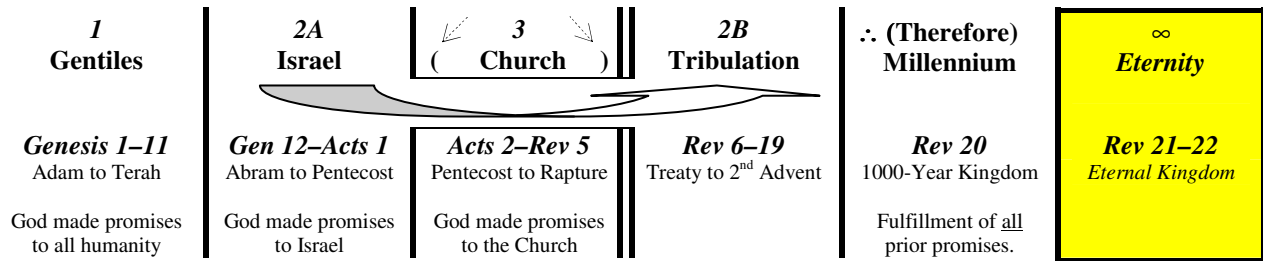 1
Gentiles
Genesis 1–11
Adam to Terah
God made promises
to all humanity
2A
Israel
Gen 12–Acts 1
Abram to Pentecost
God made promises
to Israel
3
( Church )
Acts 2–Rev 5
Pentecost to Rapture
God made promises
to the Church
2B
Tribulation
Rev 6–19
Treaty to 2nd Advent
∴ (Therefore)
Millennium
Rev 20
1000-Year Kingdom
Fulfillment of all
prior promises.
∞
Eternity
Rev 21–22
Eternal Kingdom